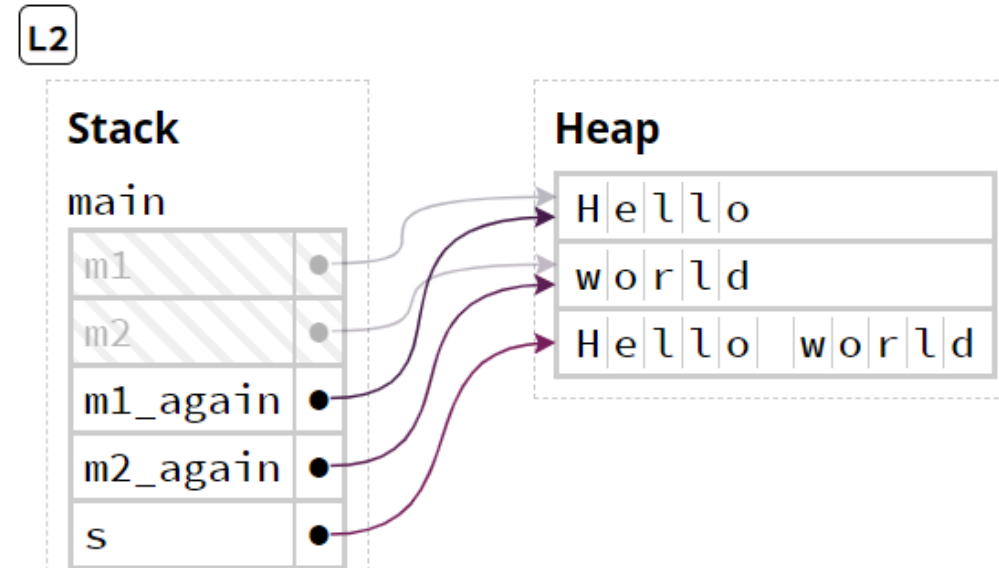 L2
Stack
main
m1
m2
m1_again
m2_again
s
Heap
Hello
world
Hello world